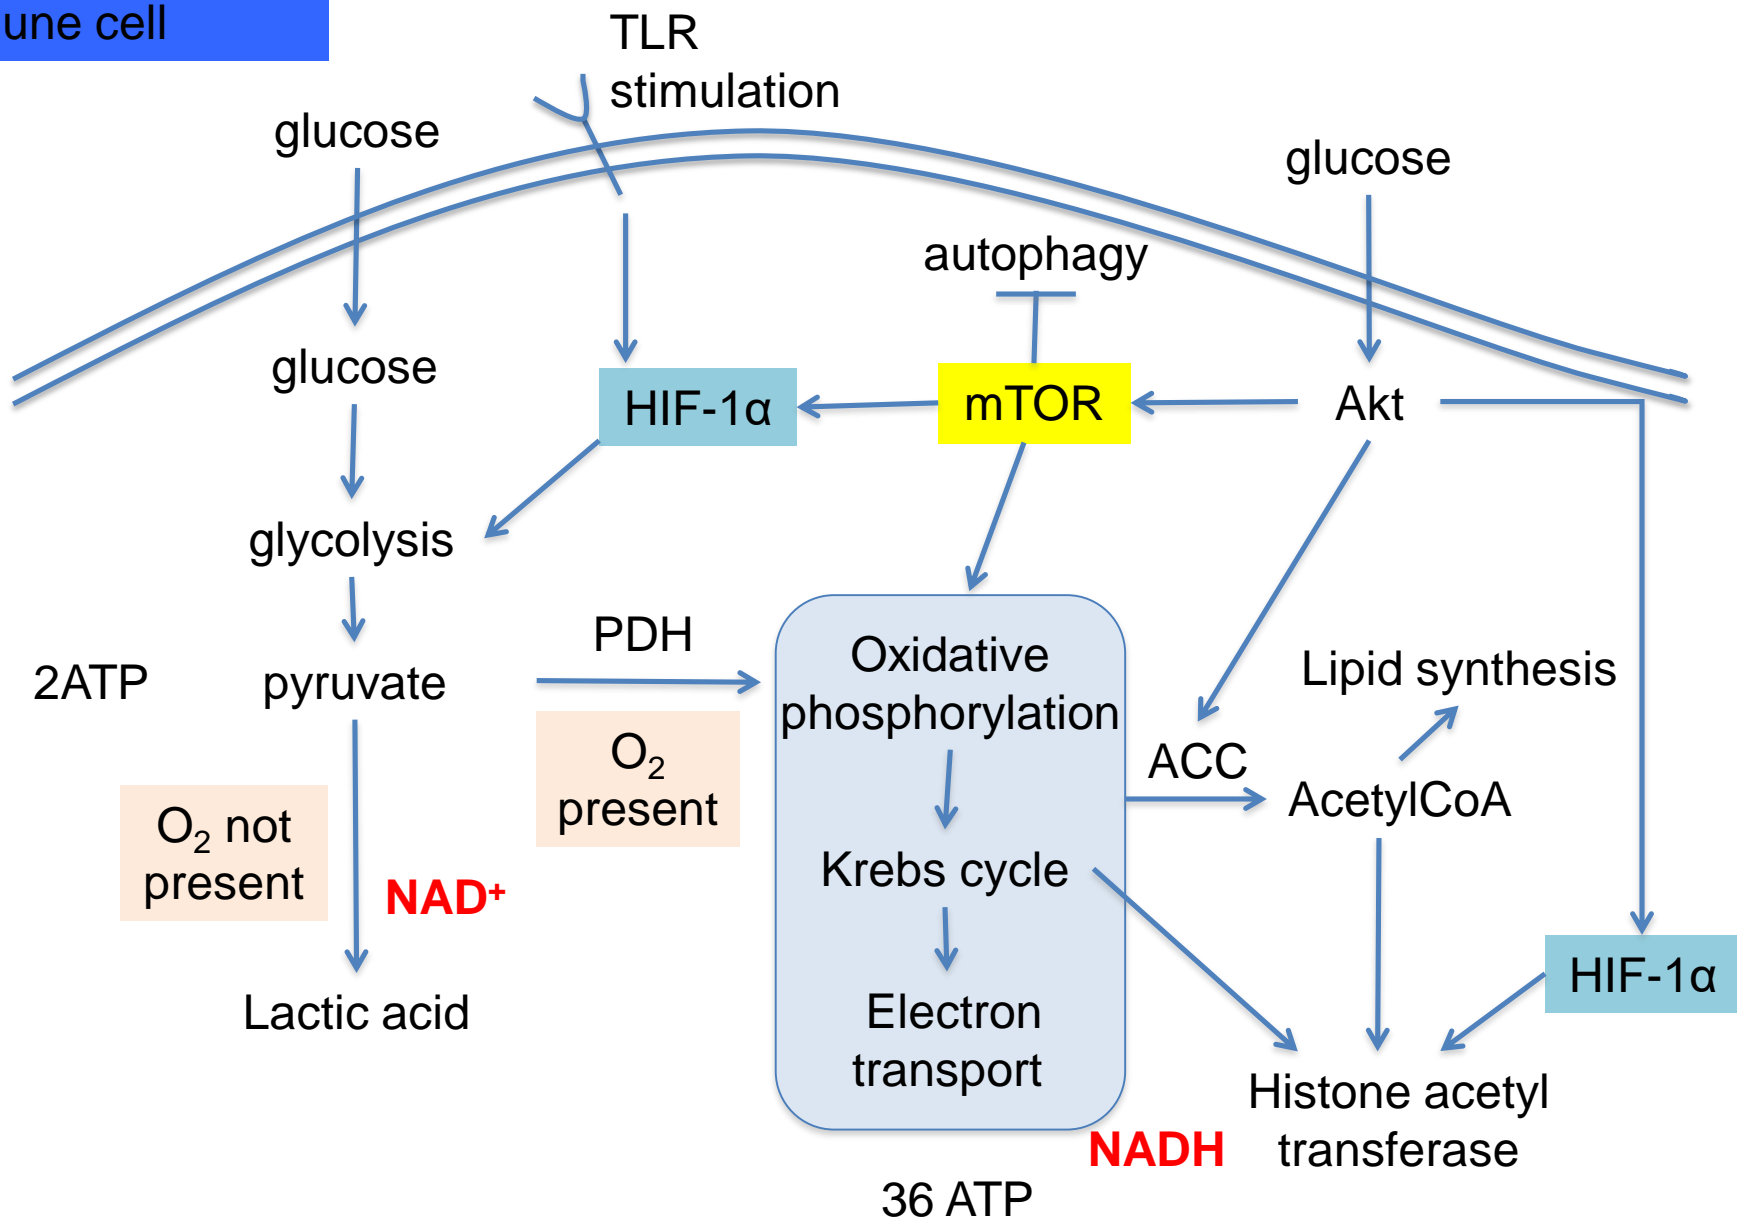 une cell
TLR
stimulation
glucose
glucose
autophagy
glucose
HIF-1α
mTOR
Akt
glycolysis
PDH
Oxidative
phosphorylation
Lipid synthesis
2ATP
pyruvate
O₂
present
ACC
AcetylCoA
O₂ not
present
NAD⁺
Krebs cycle
HIF-1α
Lactic acid
Electron
transport
Histone acetyl
transferase
NADH
36 ATP